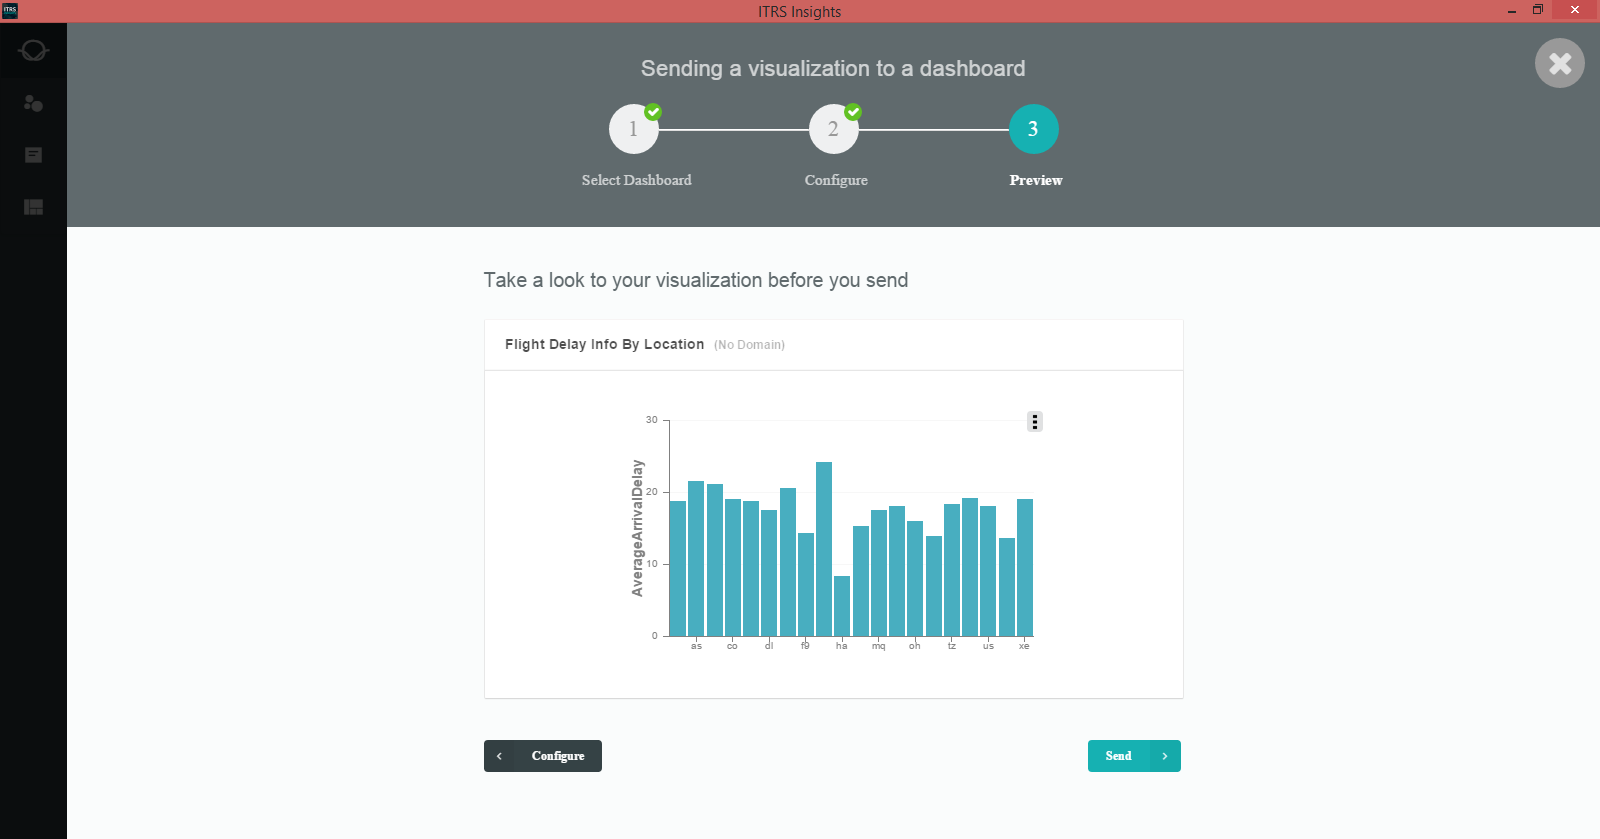 ITRS
ITRS Insights
Sending a visualization to a dashboard
1
2
3
Select Dashboard
Configure
Preview
Take a look to your visualization before you send
Flight Delay Info By Location (No Domain)
AverageArrivalDelay
30
20
10
0
as co dl f9 ha mq oh tz us xe
Configure
Send